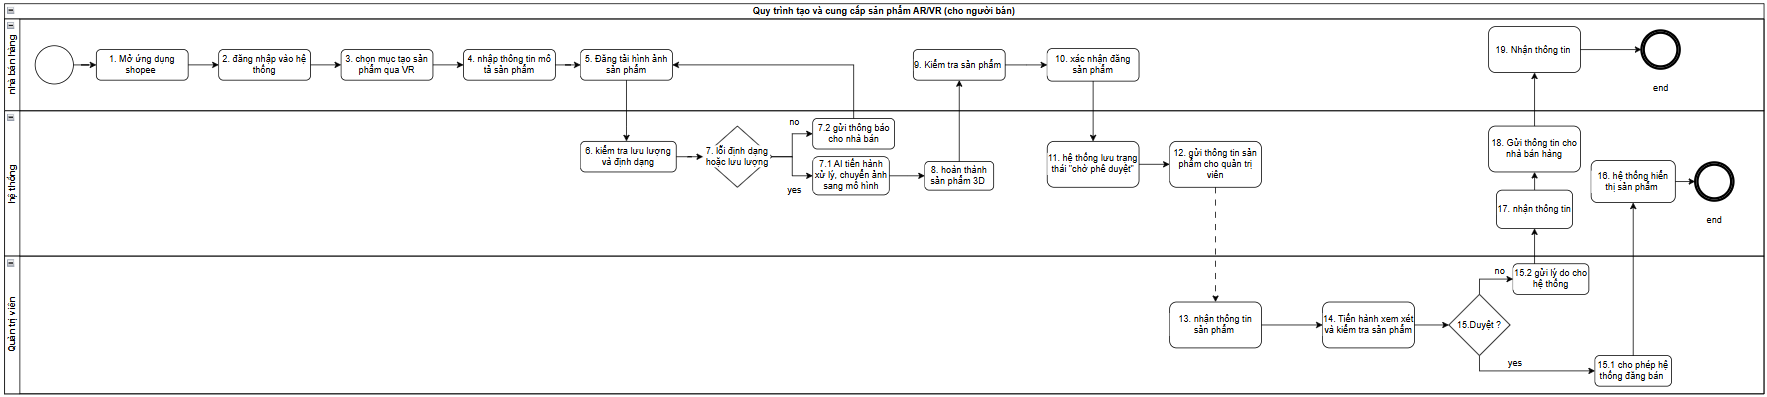 Quy trình tạo và cung cấp sản phẩm AR/VR (cho người bán)
nhà bán hàng
1. Mở ứng dụng
shopee
2. đăng nhập vào hệ
thống
3. chọn mục tạo sản
phẩm qua VR
4. nhập thông tin mô
tả sản phẩm
5. Đăng tải hình ảnh
sản phẩm
9. Kiểm tra sản phẩm
10. xác nhận đăng
sản phẩm
19. Nhận thông tin
end
hệ thống
6. kiểm tra lưu lượng
và định dạng
7. lỗi định dạng
hoặc lưu lượng
no
yes
7.2 gửi thông báo
cho nhà bán
7.1 AI tiến hành
xử lý, chuyển ảnh
sang mô hình
8. hoàn thành
sản phẩm 3D
11. hệ thống lưu trạng
thái "chờ phê duyệt"
12. gửi thông tin sản
phẩm cho quản trị
viên
18. Gửi thông tin cho
nhà bán hàng
17. nhận thông tin
16. hệ thống hiển
thị sản phẩm
end
Quản trị viên
13. nhận thông tin
sản phẩm
14. Tiến hành xem xét
và kiểm tra sản phẩm
15.Duyệt ?
no
15.2 gửi lý do cho
hệ thống
yes
15.1 cho phép hệ
thống đăng bán